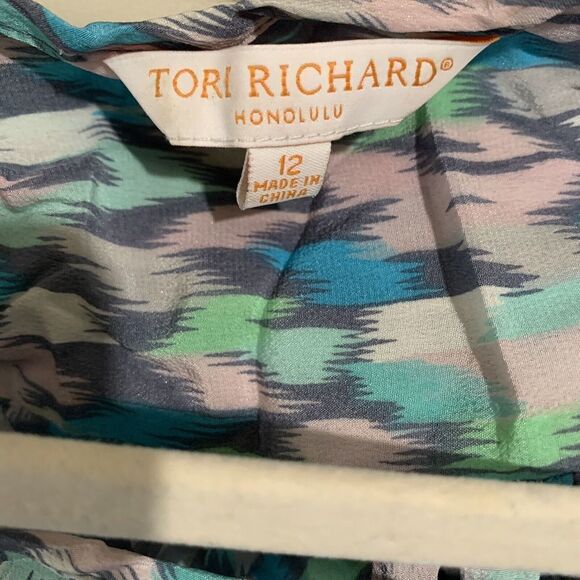 TORI RICHARD®
HONOLULU
12
MADE IN
CHINA